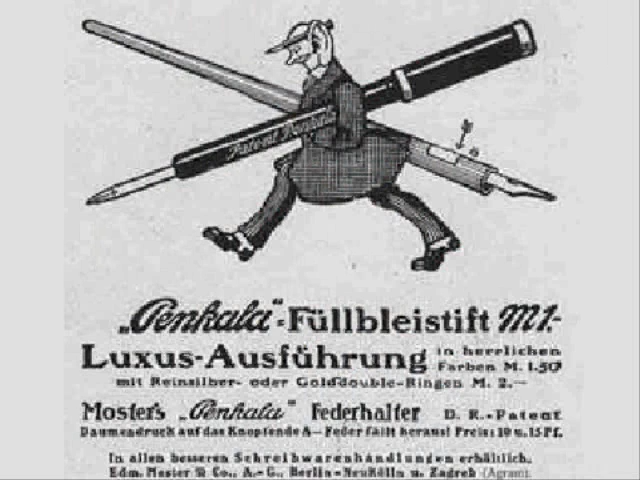 Patent Penkala
a
„Penkala"-Füllbleistift M 1.-
Luxus-Ausführung in herrlichen Farben M. 1.50
mit Reinsilber- oder Golddouble-Ringen M. 2.—
Moster's „Penkala" Federhalter D. R.-Patent
Daumendruck auf das Knopfende A — Feder fällt heraus! Preis: 10 u. 15 Pf.
In allen besseren Schreibwarenhandlungen erhältlich.
Edm. Moster & Co., A.-G., Berlin-Neukölln u. Zagreb (Agram).